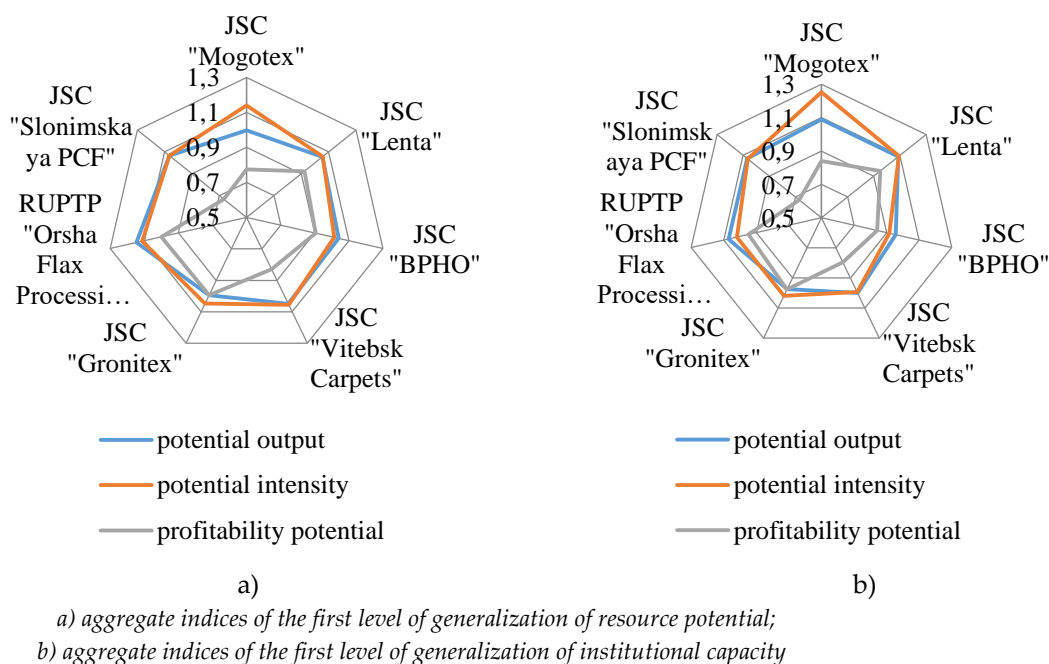 JSC
"Mogotex"
1,3
1,1
0,9
0,7
0,5
JSC
"Lenta"
JSC
"BPHO"
JSC
"Vitebsk
Carpets"
JSC
"Gronitex"
RUPTP
"Orsha
Flax
Processi…
JSC
"Slonimska
ya PCF"
potential output
potential intensity
profitability potential
a)
JSC
"Mogotex"
1,3
1,1
0,9
0,7
0,5
JSC
"Lenta"
JSC
"BPHO"
JSC
"Vitebsk
Carpets"
JSC
"Gronitex"
RUPTP
"Orsha
Flax
Processi…
JSC
"Slonimsk
aya PCF"
potential output
potential intensity
profitability potential
b)
a) aggregate indices of the first level of generalization of resource potential;
b) aggregate indices of the first level of generalization of institutional capacity